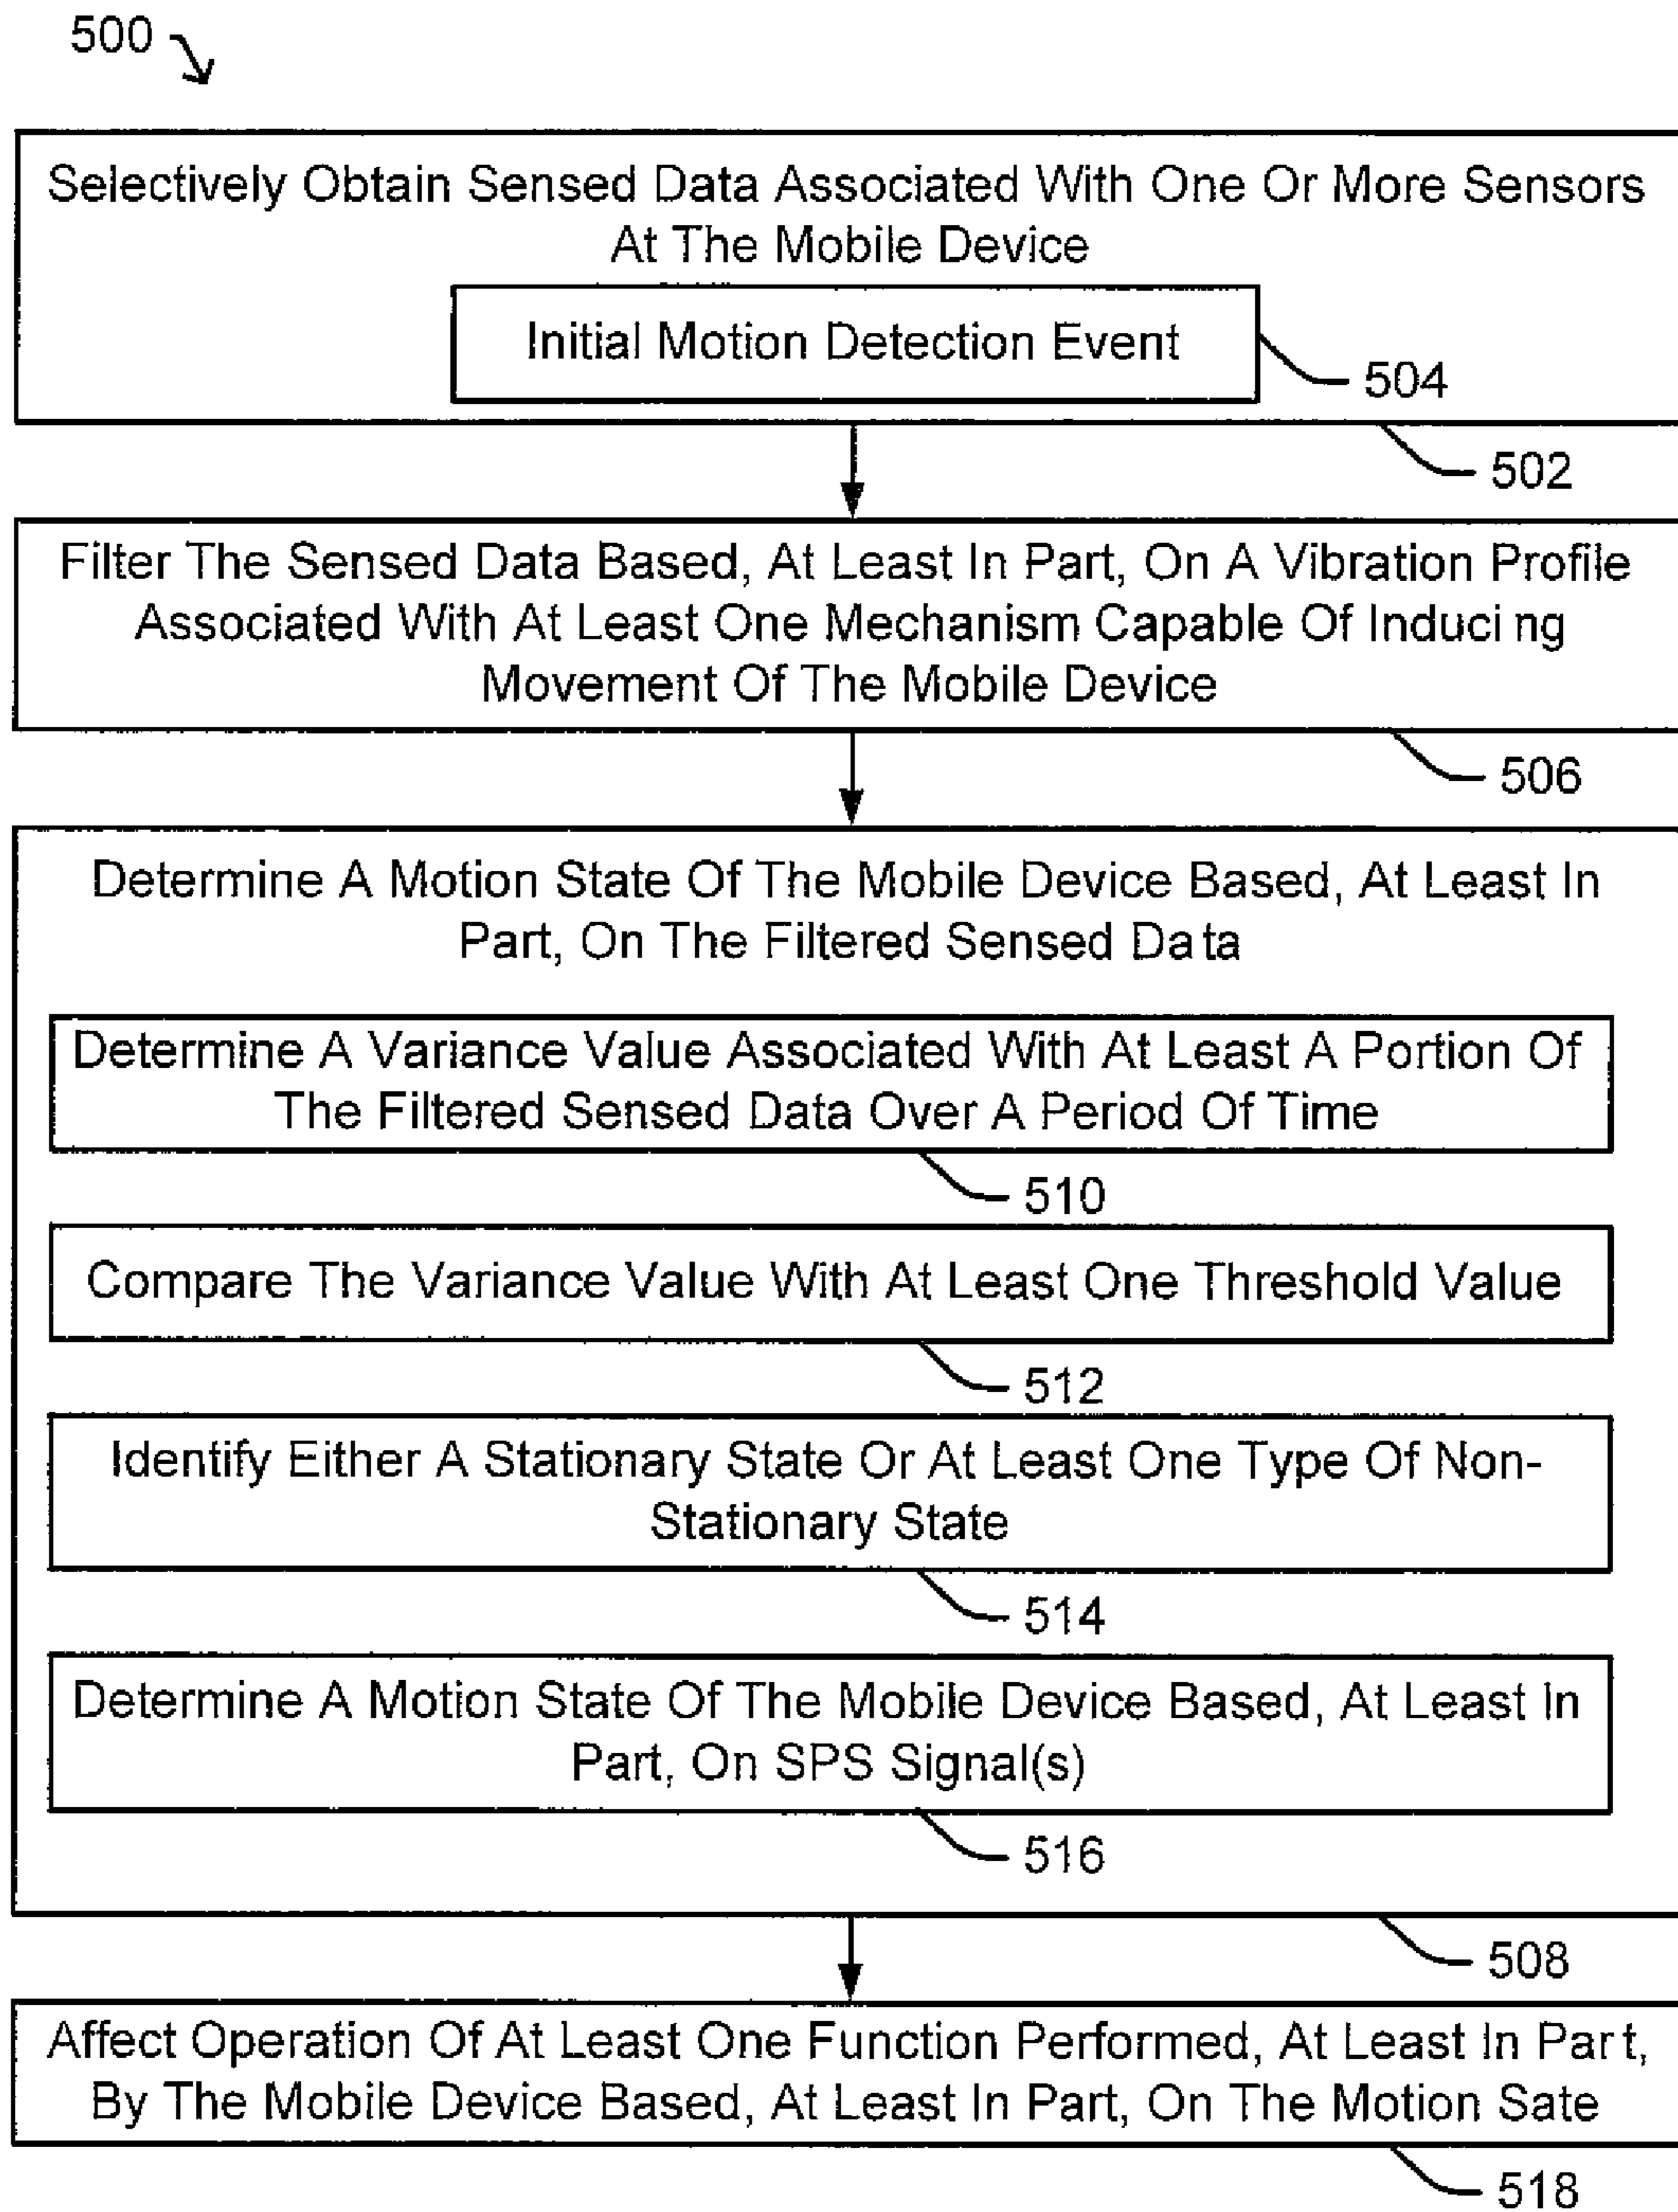 500
Selectively Obtain Sensed Data Associated With One Or More Sensors
At The Mobile Device
Initial Motion Detection Event
504
502
Filter The Sensed Data Based, At Least In Part, On A Vibration Profile
Associated With At Least One Mechanism Capable Of Inducing
Movement Of The Mobile Device
506
Determine A Motion State Of The Mobile Device Based, At Least In
Part, On The Filtered Sensed Data
Determine A Variance Value Associated With At Least A Portion Of
The Filtered Sensed Data Over A Period Of Time
510
Compare The Variance Value With At Least One Threshold Value
512
Identify Either A Stationary State Or At Least One Type Of Non-
Stationary State
514
Determine A Motion State Of The Mobile Device Based, At Least In
Part, On SPS Signal(s)
516
508
Affect Operation Of At Least One Function Performed, At Least In Part,
By The Mobile Device Based, At Least In Part, On The Motion Sate
518